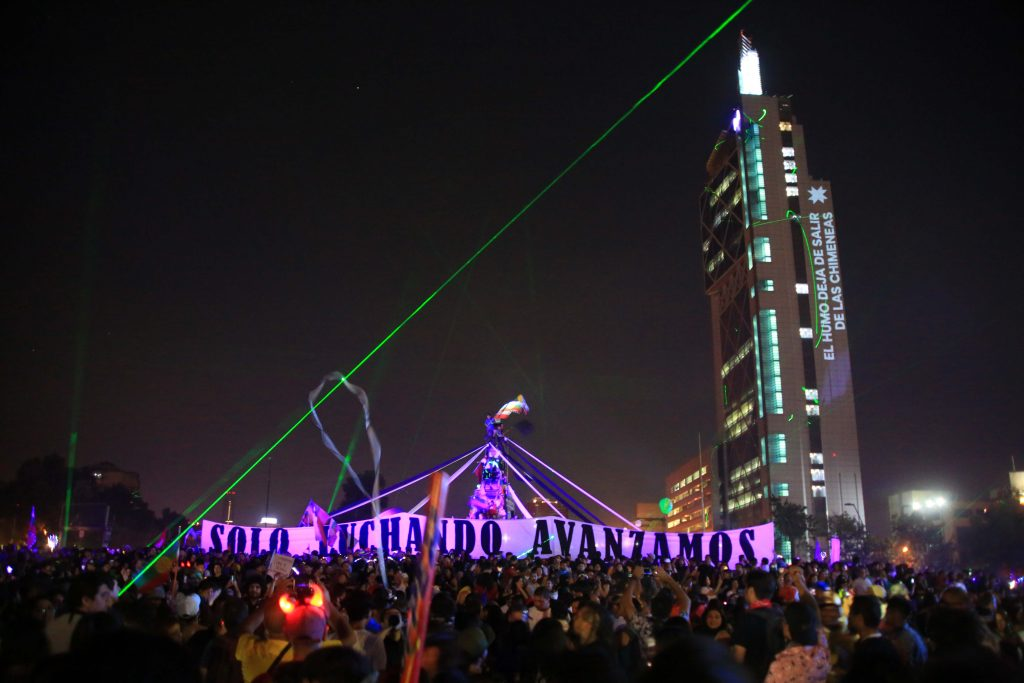 EL HUMO DEJA DE SALIR
DE LAS CHIMENEAS
SOLO LUCHANDO AVANZAMOS